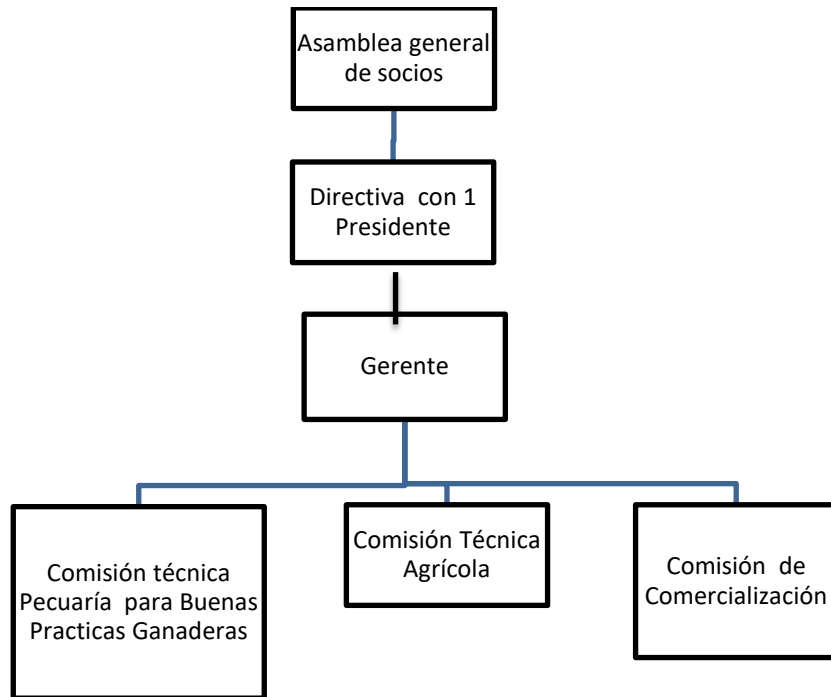 Asamblea general
de socios
Directiva con 1
Presidente
Gerente
Comisión técnica
Pecuaría para Buenas
Practicas Ganaderas
Comisión Técnica
Agrícola
Comisión de
Comercialización